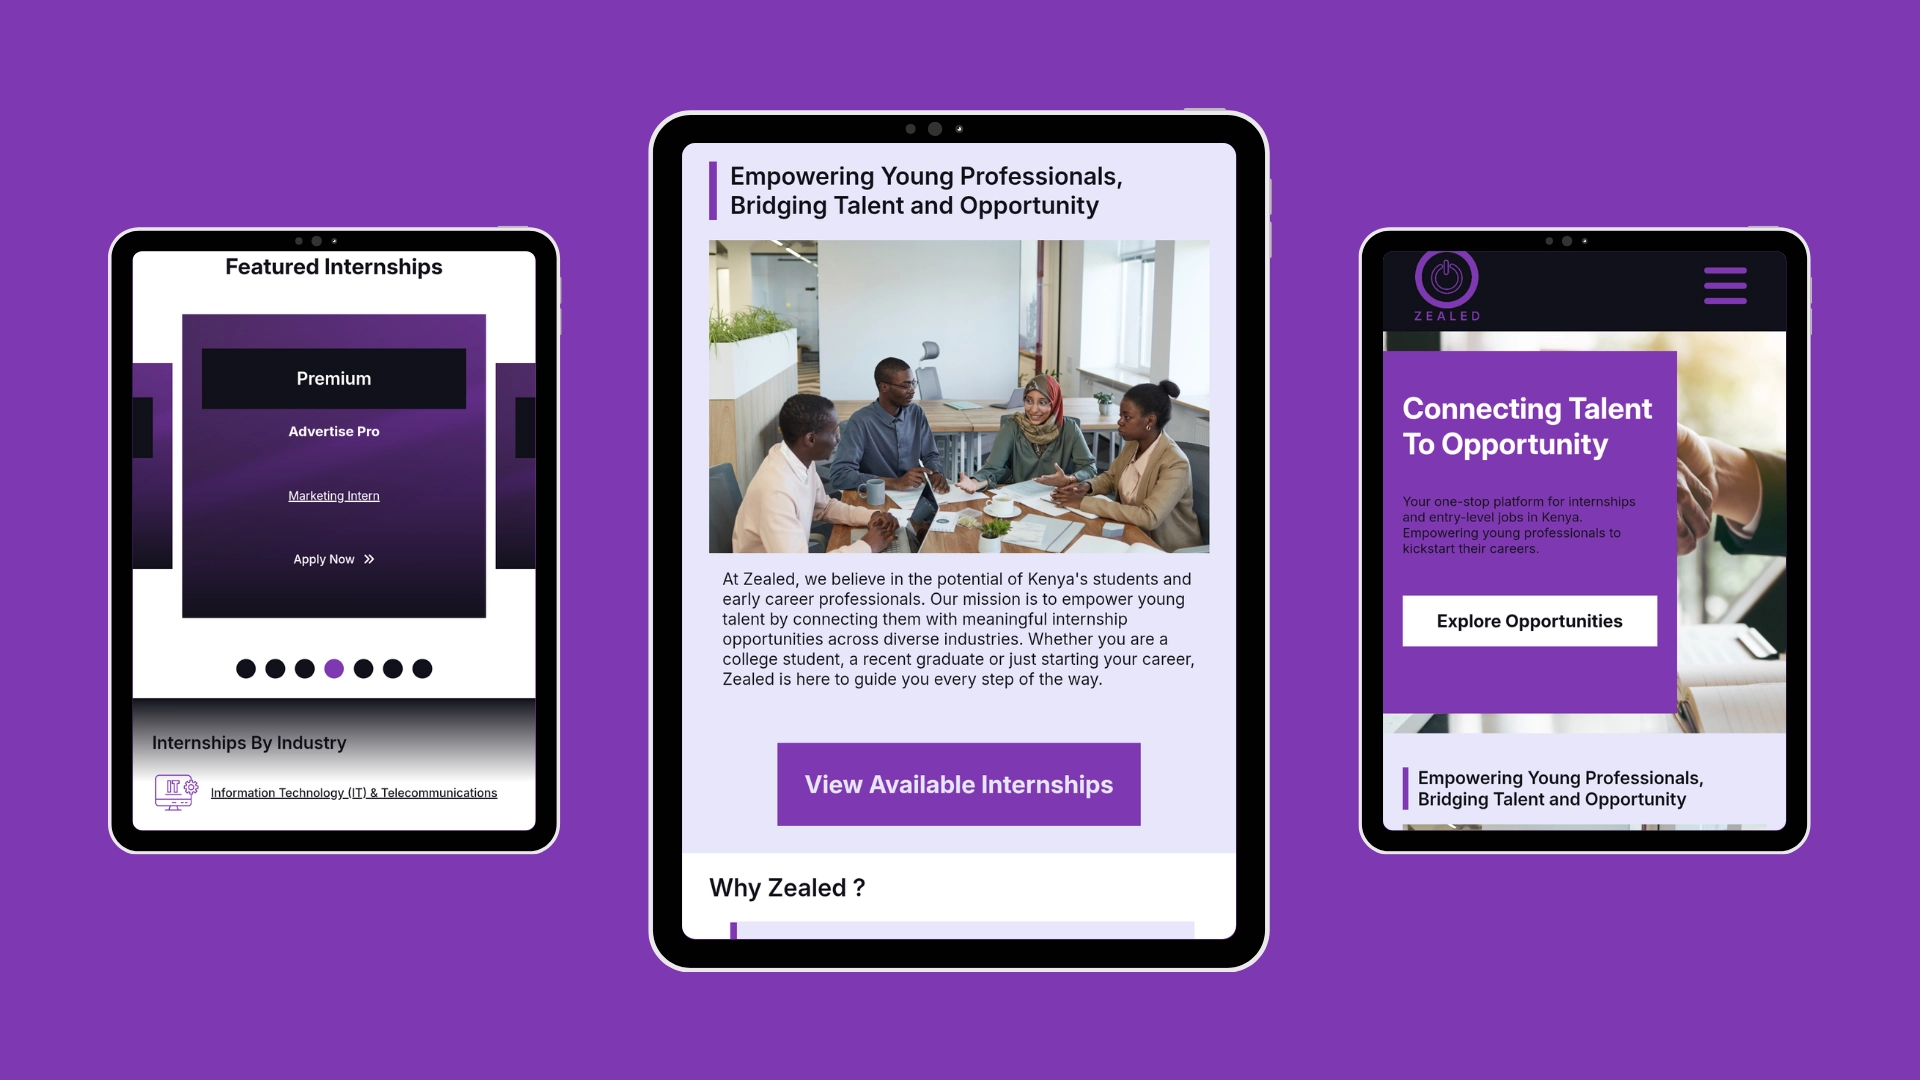 Featured Internships
Premium
Advertise Pro
Marketing Intern
Apply Now
Internships By Industry
IT
Information Technology (IT) & Telecommunications
Empowering Young Professionals,
Bridging Talent and Opportunity
At Zealed, we believe in the potential of Kenya's students and
early career professionals. Our mission is to empower young
talent by connecting them with meaningful internship
opportunities across diverse industries. Whether you are a
college student, a recent graduate or just starting your career,
Zealed is here to guide you every step of the way.
View Available Internships
Why Zealed ?
ZEALED
Connecting Talent
To Opportunity
Your one-stop platform for internships
and entry-level jobs in Kenya.
Empowering young professionals to
kickstart their careers.
Explore Opportunities
Empowering Young Professionals,
Bridging Talent and Opportunity